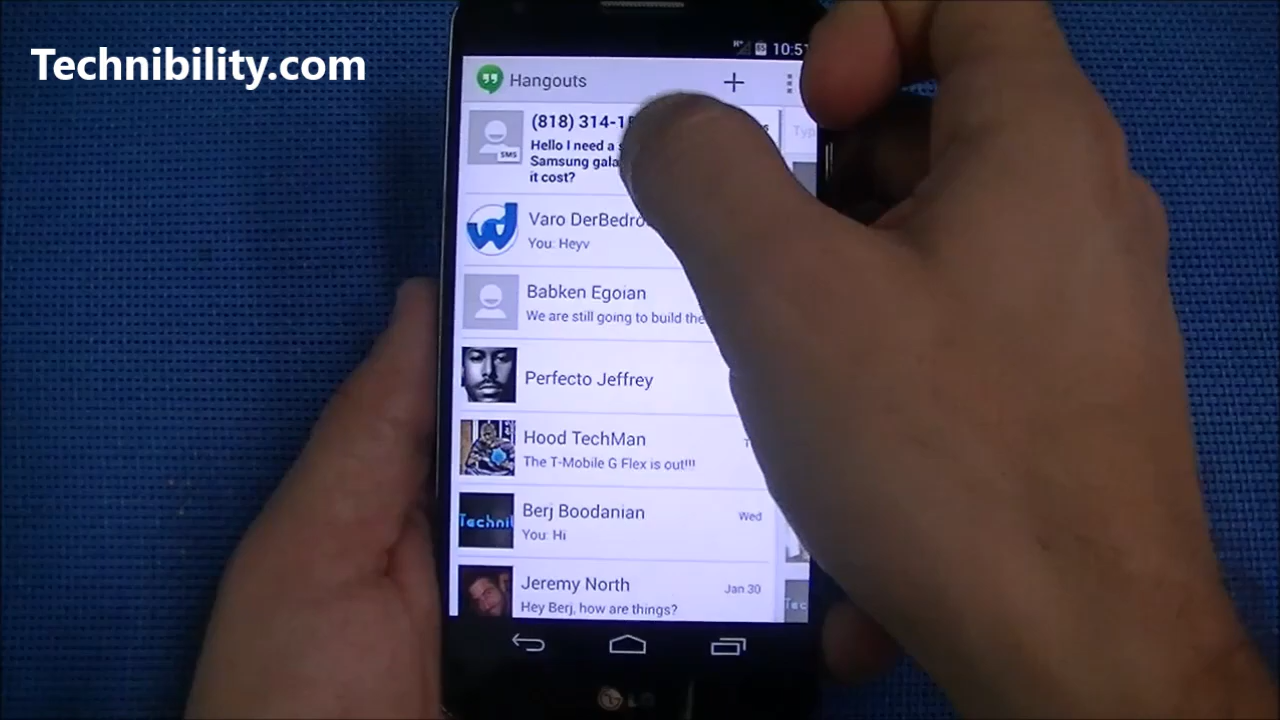 Technibility.com
10:51
Hangouts
(818) 314-1
Hello I need a
SMS
Samsung gala
it cost?
Varo DerBedro
You: Heyv
Babken Egoian
We are still going to build the
Perfecto Jeffrey
Hood TechMan
The T-Mobile G Flex is out!!!
Berj Boodanian
Wed
Technil
You: Hi
Jeremy North
Jan 30
Hey Berj, how are things?
LG